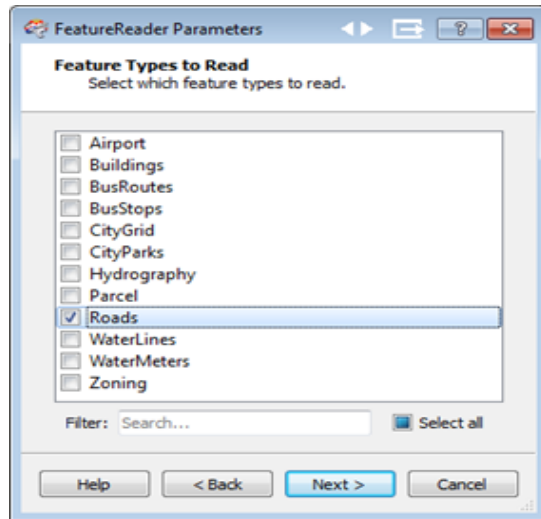 FeatureReader Parameters
Feature Types to Read
Select which feature types to read.
Airport
Buildings
BusRoutes
BusStops
CityGrid
CityParks
Hydrography
Parcel
Roads
WaterLines
WaterMeters
Zoning
Filter: Search... Select all
Help < Back Next > Cancel